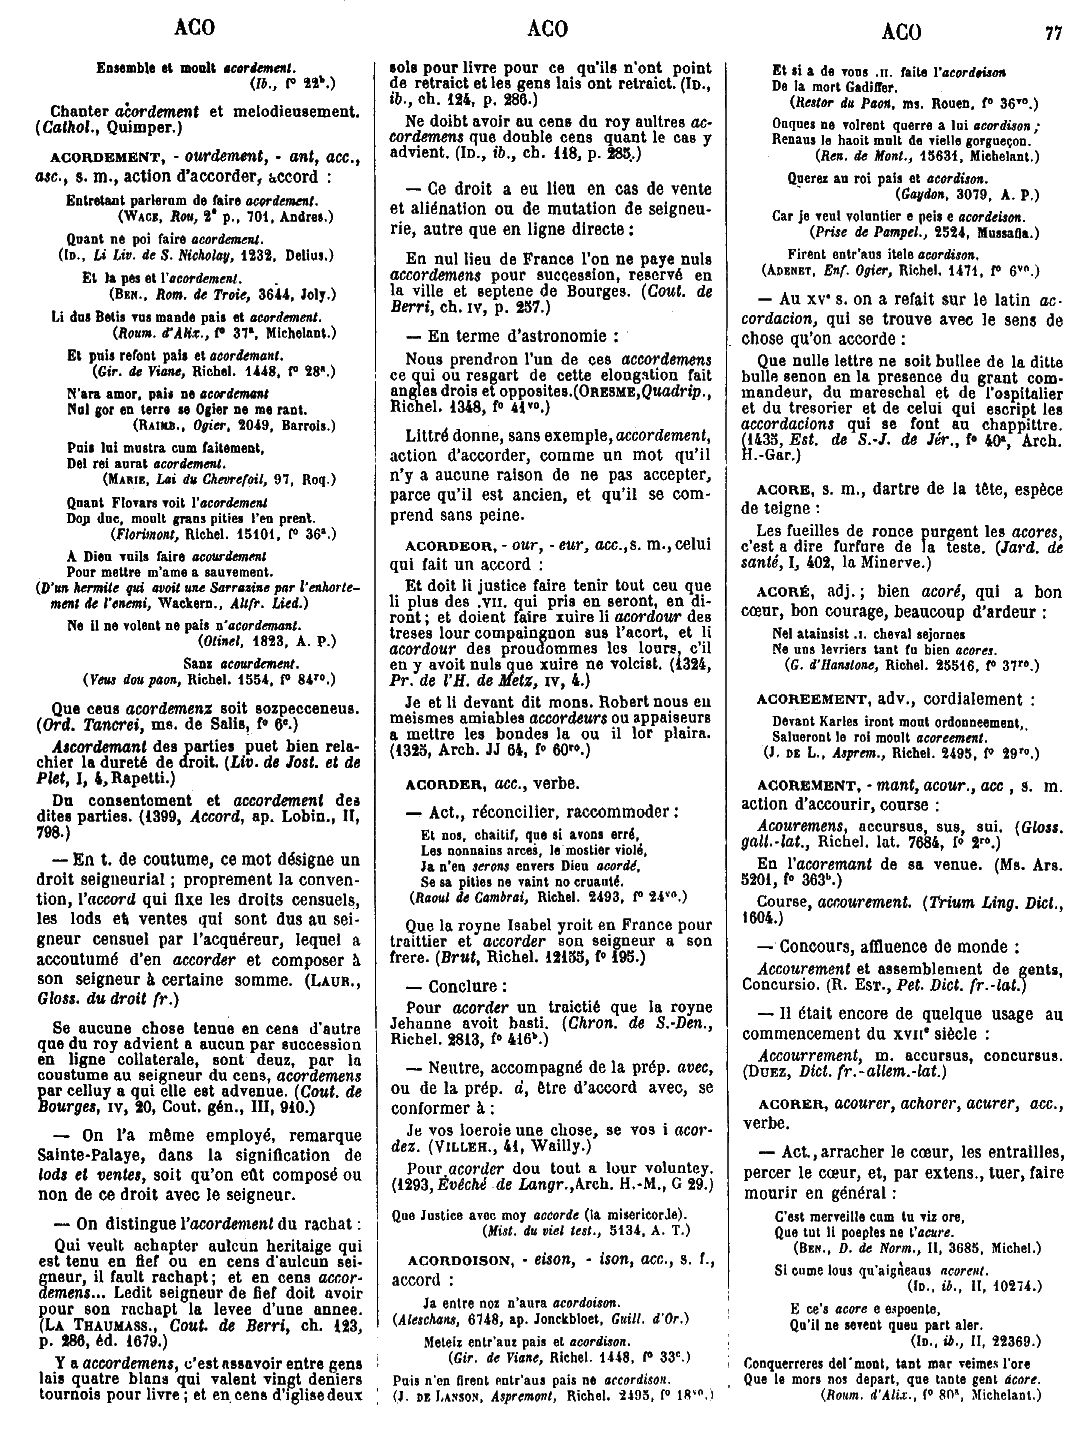 ACO
ACO
ACO
77
Ensemble et moult acordement.
(Ib., f° 22ᵇ.)
Chanter acordement et melodieusement.
(Cathol., Quimper.)
ACORDEMENT, - ourdement, - ant, acc.,
asc., s. m., action d'accorder, accord :
Entretant parlerum de faire acordement.
(WACE, Rou, 2ᵉ p., 701, Andres.)
Quant ne poi faire acordement.
(ID., Li Liv. de S. Nicholay, 1232, Delius.)
Et la pes et l'acordement.
(BEN., Rom. de Troie, 3644, Joly.)
Li dus Betis vus mande pais et acordement.
(Roum. d'Alix., f° 37ᵃ, Michelant.)
Et puis refont pais et acordemant.
(Gir. de Viane, Richel. 1448, f° 28ᵃ.)
N'ara amor, pais ne acordemant
Nul gor en terre se Ogier ne me rant.
(RAIMB., Ogier, 2049, Barrois.)
Puis lui mustra cum faitement,
Del rei aurat acordement.
(MARIE, Lai du Chevrefoil, 97, Roq.)
Quant Flovars voit l'acordement
Dop duc, moult grans pities l'en prent.
(Florimont, Richel. 15101, f° 36ᵃ.)
A Dieu vuils faire acourdement
Pour mettre m'ame a sauvement.
(D'un hermite qui avoit une Sarrazine par l'enhorte-
ment de l'enemi, Wackern., Altfr. Lied.)
Ne il ne volent ne pais n'acordemant.
(Otinel, 1823, A. P.)
Sanz acourdement.
(Veus dou paon, Richel. 1554, f° 84ʳᵒ.)
Que ceus acordemenz soit sozpecceneus.
(Ord. Tancrei, ms. de Salis, f° 6ᶜ.)
Ascordemant des parties puet bien rela-
chier la dureté de droit. (Liv. de Jost. et de
Plet, I, 4, Rapetti.)
Du consentoment et accordement des
dites parties. (1399, Accord, ap. Lobin., II,
798.)
— En t. de coutume, ce mot désigne un
droit seigneurial ; proprement la conven-
tion, l'accord qui fixe les droits censuels,
les lods et ventes qui sont dus au sei-
gneur censuel par l'acquéreur, lequel a
accoutumé d'en accorder et composer à
son seigneur à certaine somme. (LAUR.,
Gloss. du droit fr.)
Se aucune chose tenue en cens d'autre
que du roy advient a aucun par succession
en ligne collaterale, sont deuz, par la
coustume au seigneur du cens, acordemens
par celluy a qui elle est advenue. (Cout. de
Bourges, IV, 20, Cout. gén., III, 910.)
— On l'a même employé, remarque
Sainte-Palaye, dans la signification de
lods et ventes, soit qu'on eût composé ou
non de ce droit avec le seigneur.
— On distingue l'acordement du rachat :
Qui veult achapter aulcun heritaige qui
est tenu en fief ou en cens d'aulcun sei-
gneur, il fault rachapt ; et en cens accor-
demens... Ledit seigneur de fief doit avoir
pour son rachapt la levee d'une annee.
(LA THAUMASS., Cout. de Berri, ch. 123,
p. 286, éd. 1679.)
Y a accordemens, c'est assavoir entre gens
lais quatre blans qui valent vingt deniers
tournois pour livre ; et en cens d'iglise deux
sols pour livre pour ce qu'ils n'ont point
de retraict et les gens lais ont retraict. (ID.,
ib., ch. 124, p. 286.)
Ne doibt avoir au cens du roy aultres ac-
cordemens que double cens quant le cas y
advient. (ID., ib., ch. 118, p. 285.)
— Ce droit a eu lieu en cas de vente
et aliénation ou de mutation de seigneu-
rie, autre que en ligne directe :
En nul lieu de France l'on ne paye nuls
accordemens pour succession, reservé en
la ville et septene de Bourges. (Cout. de
Berri, ch. IV, p. 257.)
— En terme d'astronomie :
Nous prendron l'un de ces accordemens
ce qui ou resgart de cette elongation fait
angles drois et opposites. (ORESME, Quadrip.,
Richel. 1348, f° 41ᵛᵒ.)
Littré donne, sans exemple, accordement,
action d'accorder, comme un mot qu'il
n'y a aucune raison de ne pas accepter,
parce qu'il est ancien, et qu'il se com-
prend sans peine.
ACORDEOR, - our, - eur, acc., s. m., celui
qui fait un accord :
Et doit li justice faire tenir tout ceu que
li plus des .VII. qui pris en seront, en di-
ront ; et doient faire xuire li acordour des
treses lour compaingnon sus l'acort, et li
acordour des proudommes les lours, c'il
en y avoit nuls que xuire ne volcist. (1324,
Pr. de l'H. de Metz, IV, 4.)
Je et li devant dit mons. Robert nous en
meismes amiables accordeurs ou appaiseurs
a mettre les bondes la ou il lor plaira.
(1325, Arch. JJ 64, f° 60ʳᵒ.)
ACORDER, acc., verbe.
— Act., réconcilier, raccommoder :
Et nos, chaitif, que si avons erré,
Les nonnains arces, le mostier violé,
Ja n'en serons envers Dieu acordé,
Se sa pities ne vaint no cruauté.
(Raoul de Cambrai, Richel. 2493, f° 24ᵛᵒ.)
Que la royne Isabel yroit en France pour
traittier et accorder son seigneur a son
frere. (Brut, Richel. 12155, f° 195.)
— Conclure :
Pour acorder un traictié que la royne
Jehanne avoit basti. (Chron. de S.-Den.,
Richel. 2813, f° 416ᵇ.)
— Neutre, accompagné de la prép. avec,
ou de la prép. à, être d'accord avec, se
conformer à :
Je vos loeroie une chose, se vos i acor-
dez. (VILLEH., 41, Wailly.)
Pour acorder dou tout a lour voluntey.
(1293, Évéché de Langr., Arch. H.-M., G 29.)
Que Justice avec moy accorde (la misericorde).
(Mist. du viel test., 5134, A. T.)
ACORDOISON, - eison, - ison, acc., s. f.,
accord :
Ja entre noz n'aura acordoison.
(Aleschans, 6748, ap. Jonckbloet, Guill. d'Or.)
Meteiz entr'auz pais et acordison.
(Gir. de Viane, Richel. 1448, f° 33ᶜ.)
Puis n'en firent entr'aus pais ne accordison.
(J. DE LANSON, Aspremont, Richel. 2495, f° 18ᵛᵒ.)
Et si a de vous .II. faite l'acordeison
De la mort Gadiffer.
(Restor du Paon, ms. Rouen, f° 36ᵛᵒ.)
Onques ne volrent querre a lui acordison ;
Renaus le haoit mult de vielle gorgueçon.
(Ren. de Mont., 15631, Michelant.)
Querez au roi pais et acordison.
(Gaydon, 3079, A. P.)
Car je veul voluntier e peis e acordeison.
(Prise de Pampel., 2524, Mussafia.)
Firent entr'aus itele acordison.
(ADENET, Enf. Ogier, Richel. 1471, f° 6ᵛᵒ.)
— Au XVᵉ s. on a refait sur le latin ac-
cordacion, qui se trouve avec le sens de
chose qu'on accorde :
Que nulle lettre ne soit bullee de la ditte
bulle senon en la presence du grant com-
mandeur, du mareschal et de l'ospitalier
et du tresorier et de celui qui escript les
accordacions qui se font au chappittre.
(1435, Est. de S.-J. de Jér., f° 40ᵃ, Arch.
H.-Gar.)
ACORE, s. m., dartre de la tête, espèce
de teigne :
Les fueilles de ronce purgent les acores,
c'est a dire furfure de la teste. (Jard. de
santé, I, 402, la Minerve.)
ACORÉ, adj. ; bien acoré, qui a bon
cœur, bon courage, beaucoup d'ardeur :
Nel atainsist .I. cheval sejornes
Ne uns levriers tant fu bien acores.
(G. d'Hanstone, Richel. 25516, f° 37ʳᵒ.)
ACOREEMENT, adv., cordialement :
Devant Karles iront mout ordonneement,
Salueront le roi moult acoreement.
(J. DE L., Asprem., Richel. 2495, f° 29ʳᵒ.)
ACOREMENT, - mant, acour., acc , s. m.
action d'accourir, course :
Acouremens, accursus, sus, sui. (Gloss.
gall.-lat., Richel. lat. 7684, f° 2ʳᵒ.)
En l'acoremant de sa venue. (Ms. Ars.
5201, f° 363ᵇ.)
Course, accourement. (Trium Ling. Dict.,
1604.)
— Concours, affluence de monde :
Accourement et assemblement de gents,
Concursio. (R. EST., Pet. Dict. fr.-lat.)
— Il était encore de quelque usage au
commencement du XVIIᵉ siècle :
Accourrement, m. accursus, concursus.
(DUEZ, Dict. fr.-allem.-lat.)
ACORER, acourer, achorer, acurer, acc.,
verbe.
— Act., arracher le cœur, les entrailles,
percer le cœur, et, par extens., tuer, faire
mourir en général :
C'est merveille cum tu viz ore,
Que tut li poeples ne t'acure.
(BEN., D. de Norm., II, 3685, Michel.)
Si cume lous qu'aigneaus acorent.
(ID., ib., II, 10274.)
E ce's acore e espoente,
Qu'il ne sevent queu part aler.
(ID., ib., II, 22369.)
Conquerreres del mont, tant mar veimes l'ore
Que le mors nos depart, que tante gent acore.
(Roum. d'Alix., f° 80ᵃ, Michelant.)